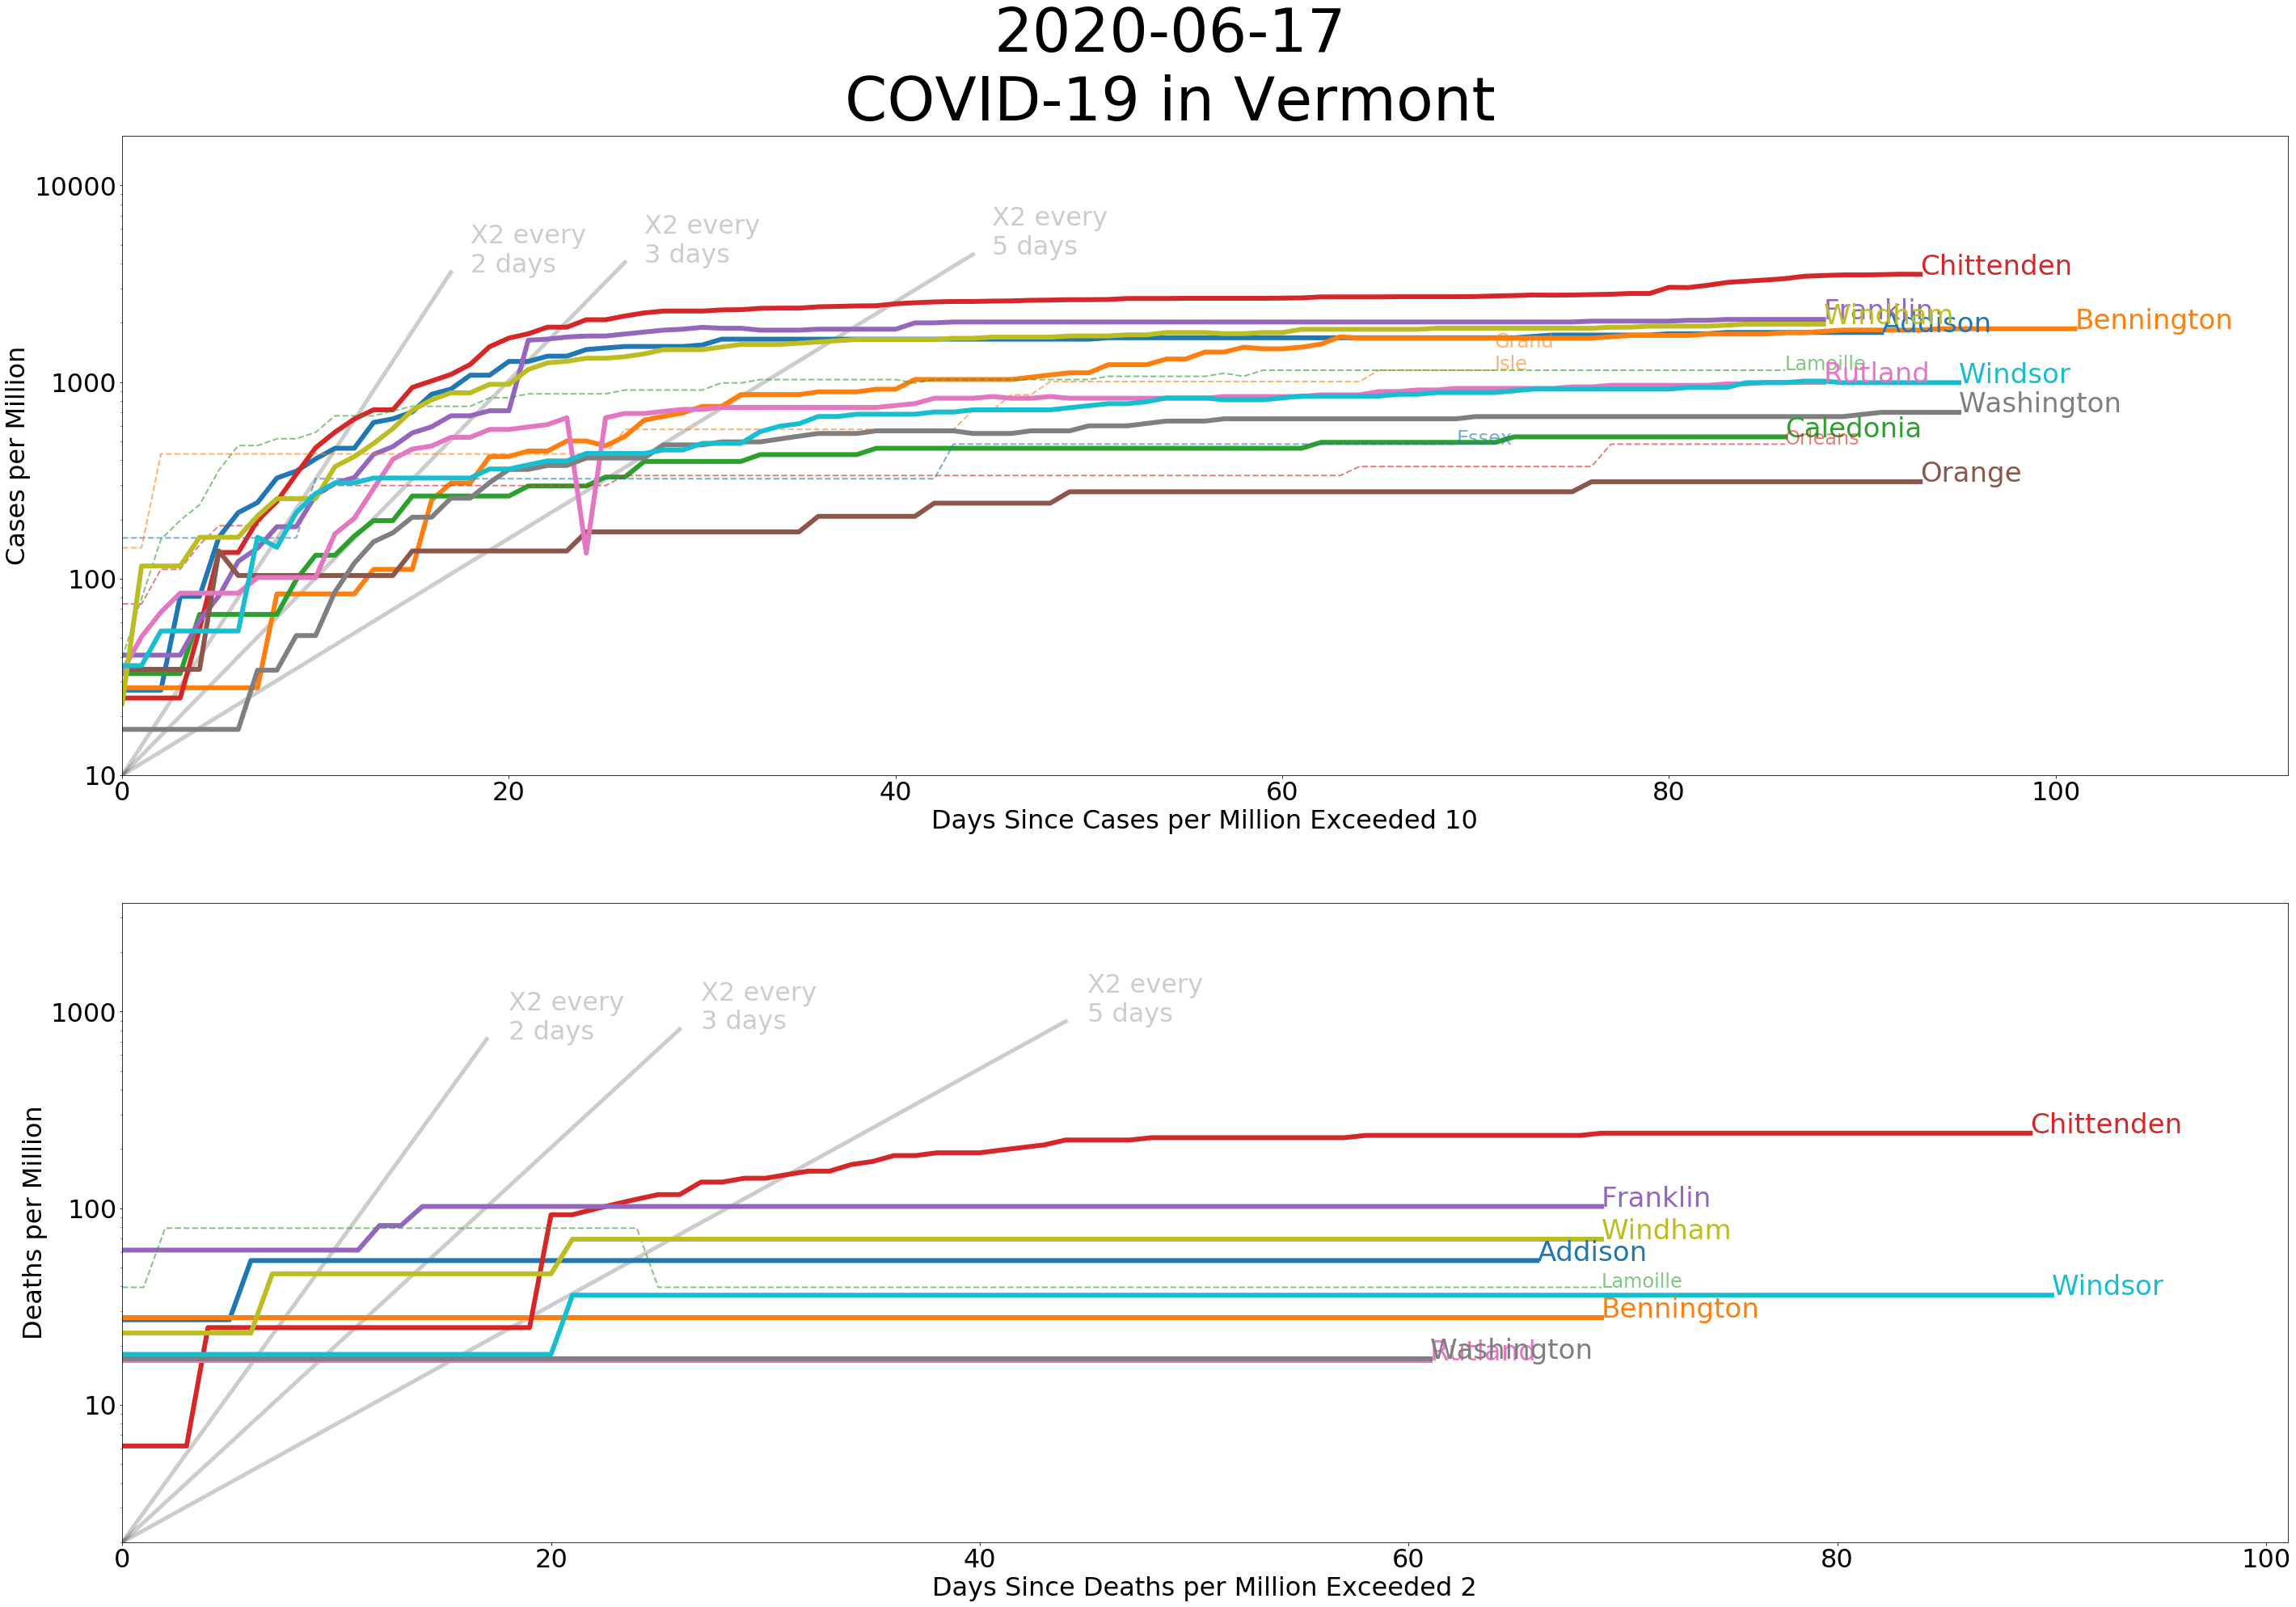 2020-06-17
COVID-19 in Vermont
10000
1000
100
10
Cases per Million
X2 every
2 days
X2 every
3 days
X2 every
5 days
Chittenden
Franklin
Windham
Addison
Bennington
Grand
Isle
Lamoille
Rutland
Windsor
Washington
Caledonia
Essex
Orleans
Orange
0
20
40
60
80
100
Days Since Cases per Million Exceeded 10
1000
100
10
Deaths per Million
X2 every
2 days
X2 every
3 days
X2 every
5 days
Chittenden
Franklin
Windham
Addison
Lamoille
Windsor
Bennington
Washington
Rutland
0
20
40
60
80
100
Days Since Deaths per Million Exceeded 2